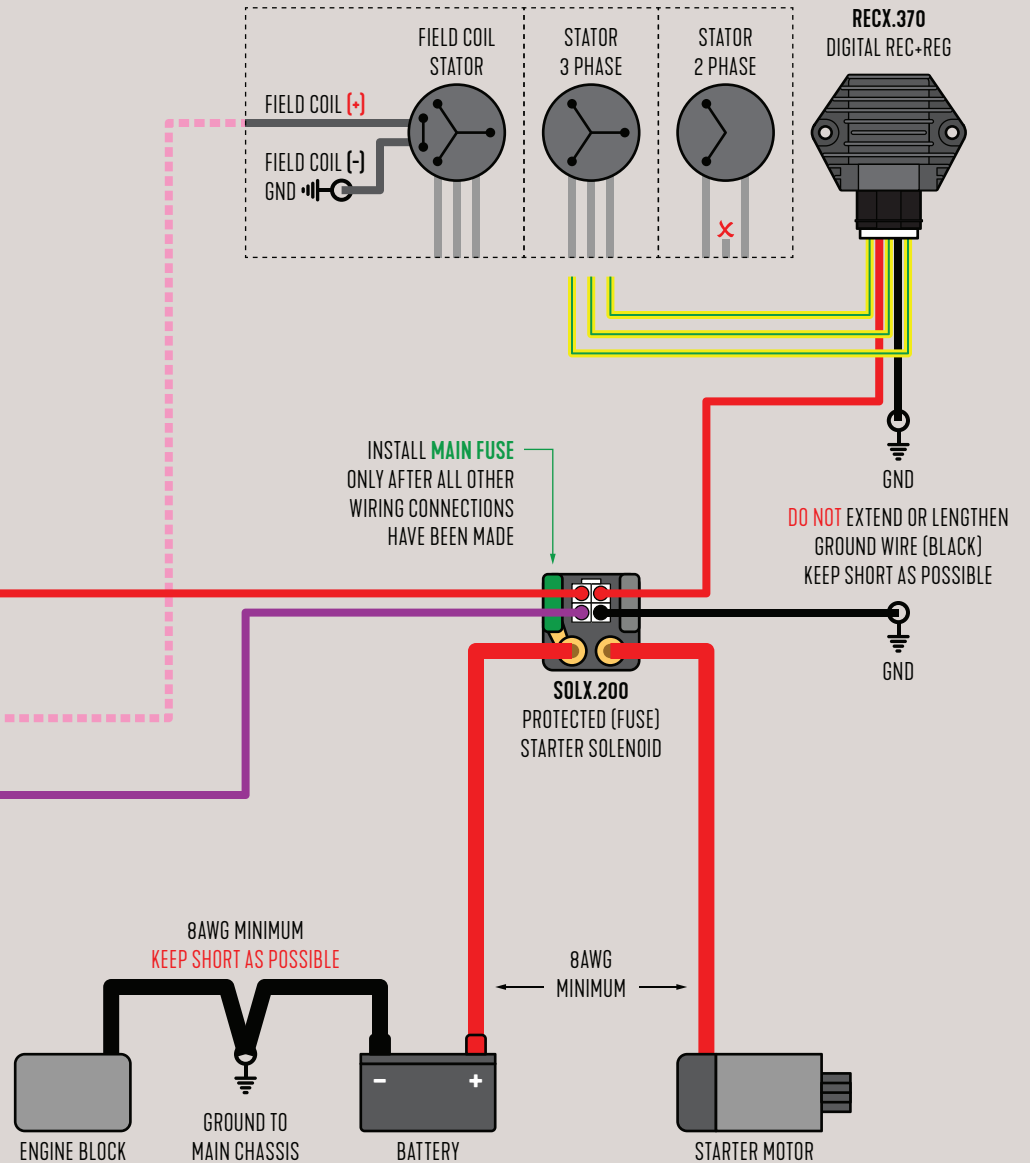 FIELD COIL
STATOR
STATOR
3 PHASE
STATOR
2 PHASE
RECX.370
DIGITAL REC+REG
FIELD COIL (+)
FIELD COIL (-)
GND
X
GND
DO NOT EXTEND OR LENGTHEN
GROUND WIRE (BLACK)
KEEP SHORT AS POSSIBLE
INSTALL MAIN FUSE
ONLY AFTER ALL OTHER
WIRING CONNECTIONS
HAVE BEEN MADE
GND
SOLX.200
PROTECTED (FUSE)
STARTER SOLENOID
8AWG MINIMUM
KEEP SHORT AS POSSIBLE
8AWG
MINIMUM
- +
ENGINE BLOCK
GROUND TO
MAIN CHASSIS
BATTERY
STARTER MOTOR